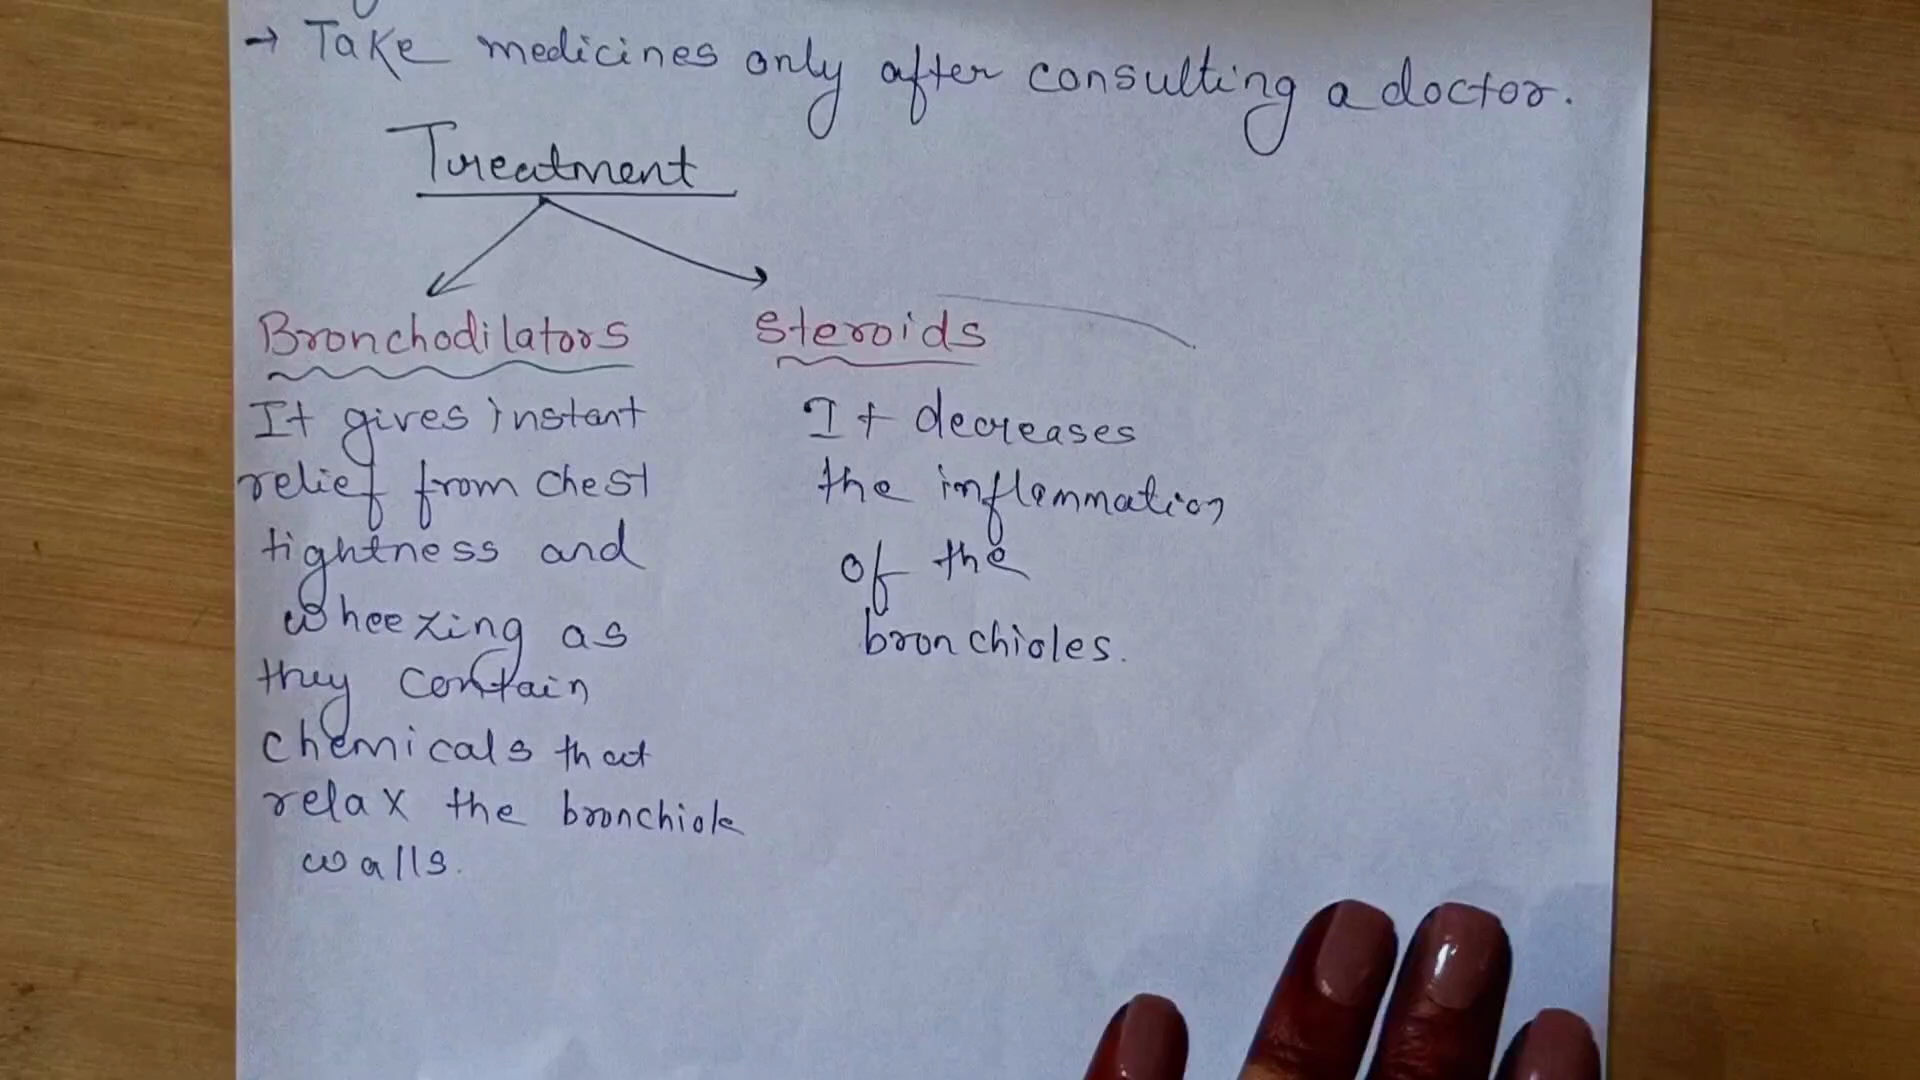 → Take medicines only after consulting a doctor.
Treatment
Bronchodilators
It gives instant
relief from chest
tightness and
wheezing as
they contain
chemicals that
relax the bronchiole
walls.
Steroids
It decreases
the inflammation
of the
bronchioles.